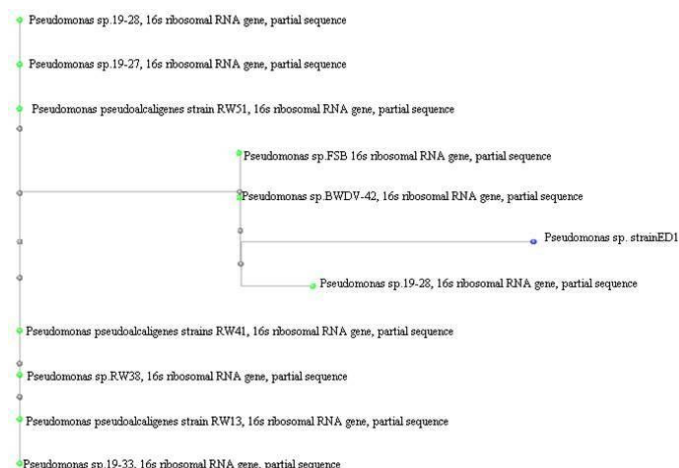 Pseudomonas sp.19-28, 16s ribosomal RNA gene, partial sequence
Pseudomonas sp.19-27, 16s ribosomal RNA gene, partial sequence
Pseudomonas pseudoalcaligenes strain RW51, 16s ribosomal RNA gene, partial sequence
Pseudomonas sp.FSB 16s ribosomal RNA gene, partial sequence
Pseudomonas sp.BWDV-42, 16s ribosomal RNA gene, partial sequence
Pseudomonas sp. strainED1
Pseudomonas sp.19-28, 16s ribosomal RNA gene, partial sequence
Pseudomonas pseudoalcaligenes strains RW41, 16s ribosomal RNA gene, partial sequence
Pseudomonas sp.RW38, 16s ribosomal RNA gene, partial sequence
Pseudomonas pseudoalcaligenes strain RW13, 16s ribosomal RNA gene, partial sequence
Pseudomonas sp.19-33, 16s ribosomal RNA gene, partial sequence